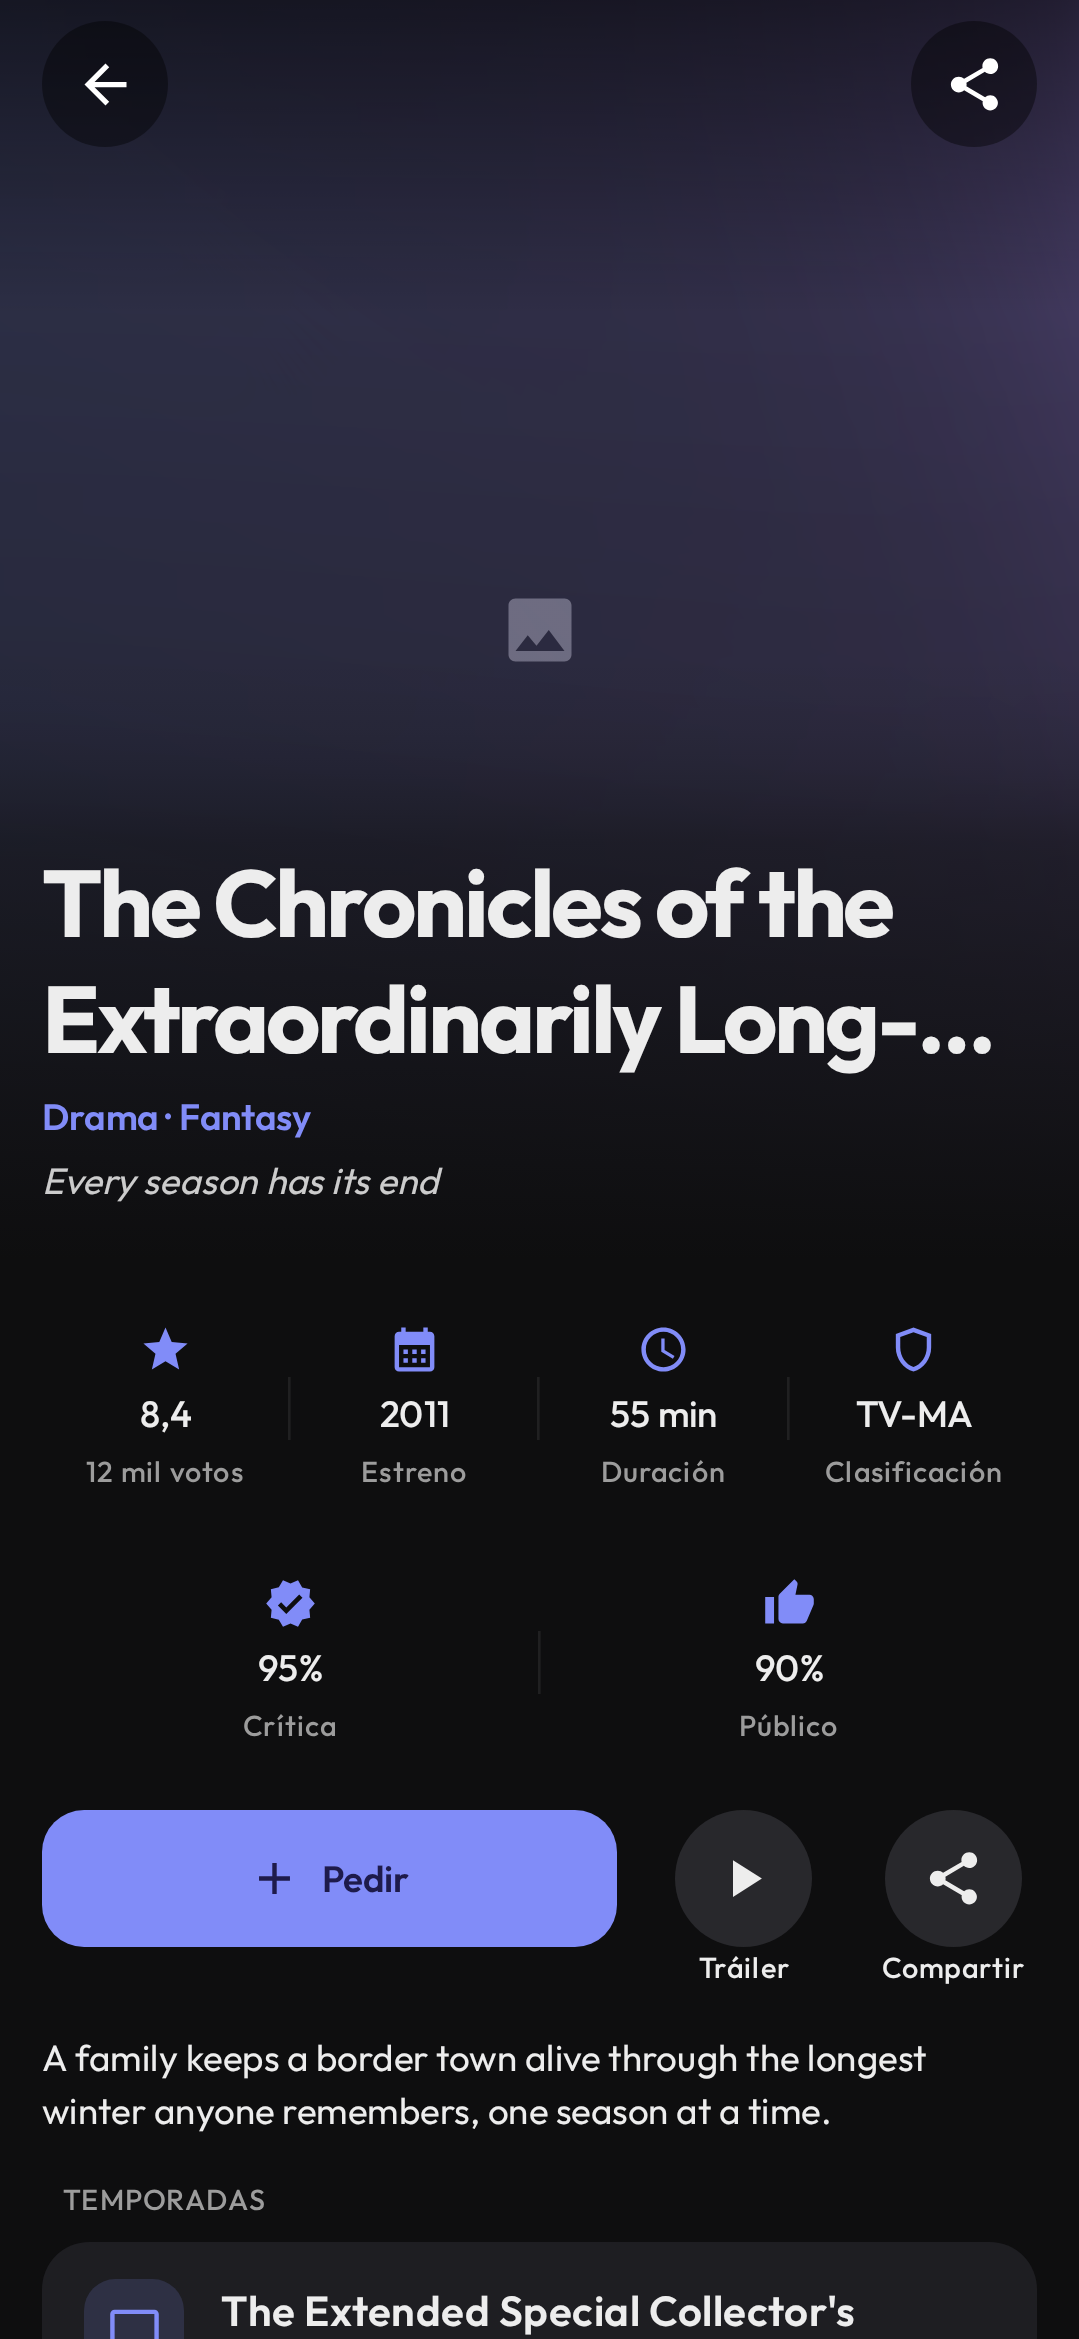 The Chronicles of the
Extraordinarily Long-...
Drama · Fantasy
Every season has its end
8,4
12 mil votos
2011
Estreno
55 min
Duración
TV-MA
Clasificación
95%
Crítica
90%
Público
Pedir
Tráiler
Compartir
A family keeps a border town alive through the longest
winter anyone remembers, one season at a time.
TEMPORADAS
The Extended Special Collector's